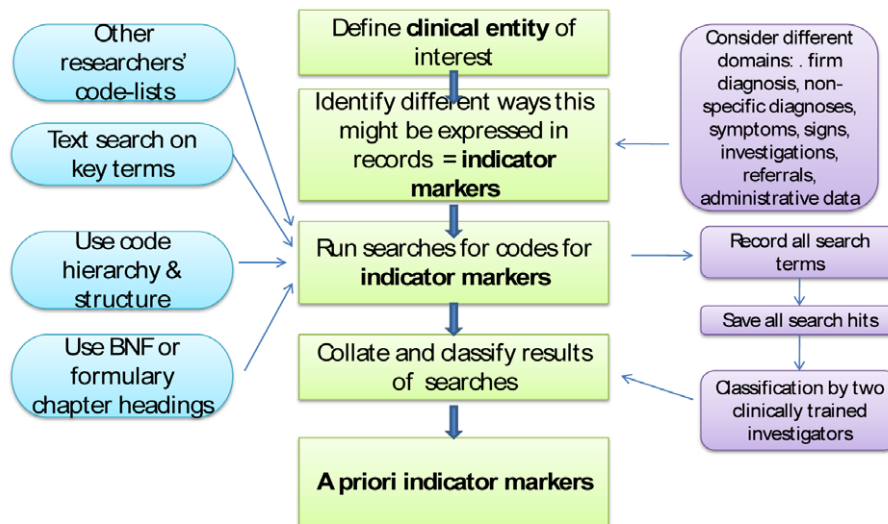 Other
researchers'
code-lists
Text search on
key terms
Use code
hierarchy &
structure
Use BNF or
formulary
chapter headings
Define clinical entity of
interest
Identify different ways this
might be expressed in
records = indicator
markers
Run searches for codes for
indicator markers
Collate and classify results
of searches
A priori indicator markers
Consider different
domains: . firm
diagnosis, non-
specific diagnoses,
symptoms, signs,
investigations,
referrals,
administrative data
Record all search
terms
Save all search hits
Classification by two
clinically trained
investigators